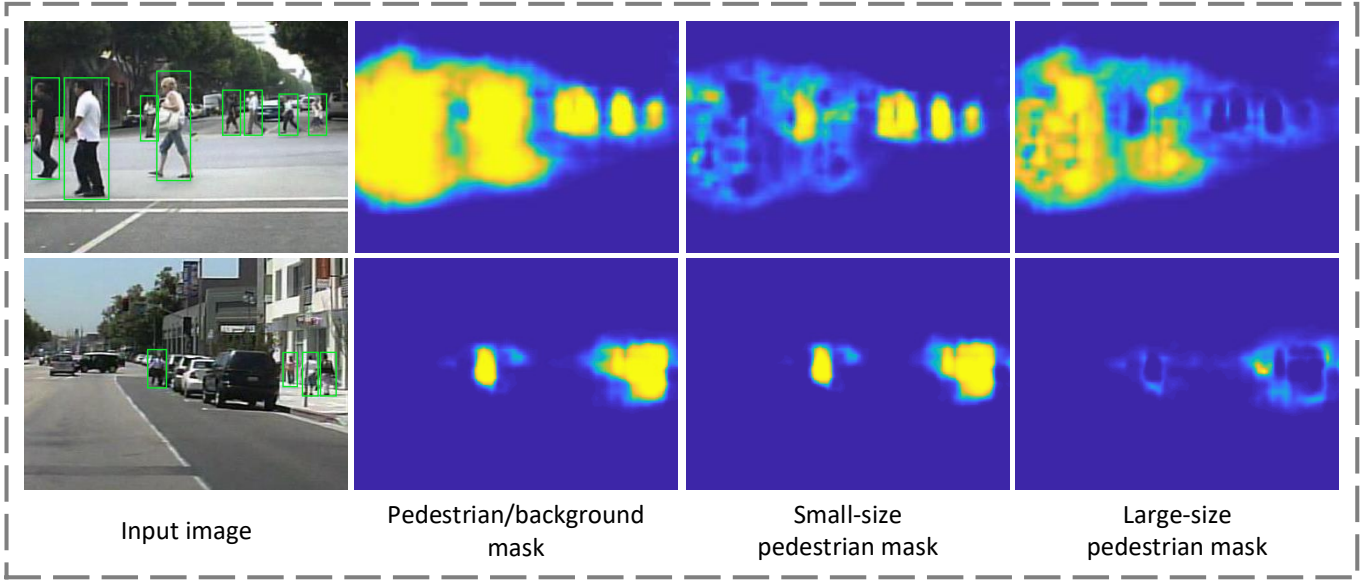 Input image
Pedestrian/background
mask
Small-size
pedestrian mask
Large-size
pedestrian mask